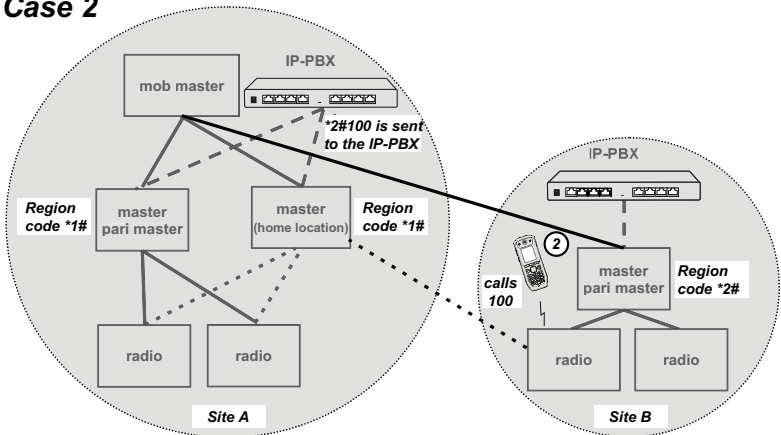 Case 2
IP-PBX
mob master
*2#100 is sent
to the IP-PBX
IP-PBX
Region
code *1#
master
pari master
master
(home location)
Region
code *1#
2
calls
100
master
pari master
Region
code *2#
radio
radio
radio
radio
Site A
Site B